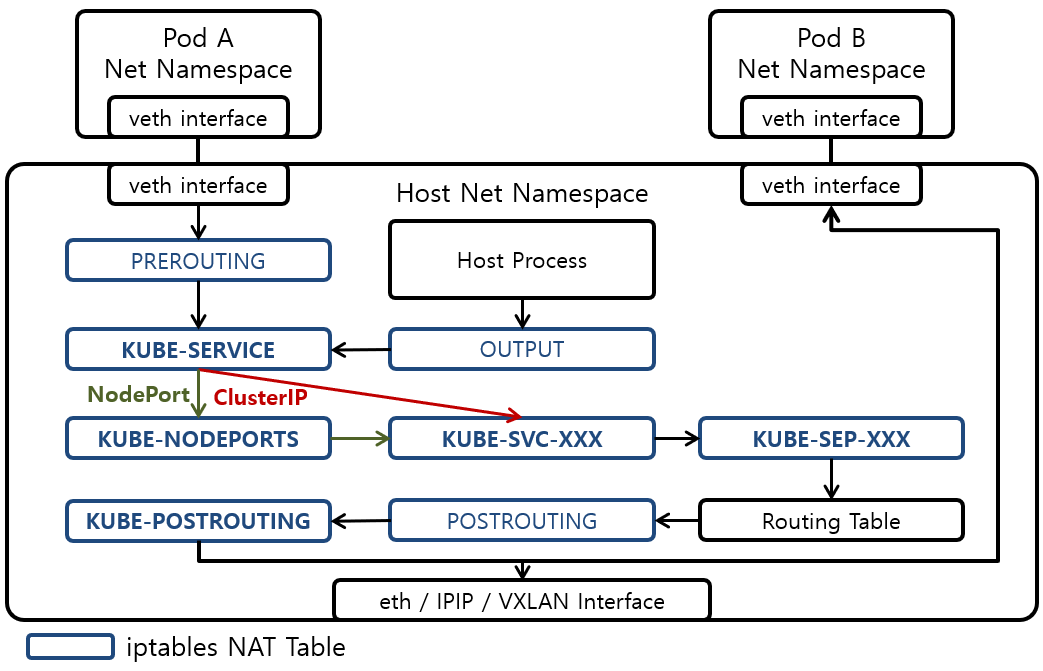 Pod A
Net Namespace
veth interface
Pod B
Net Namespace
veth interface
veth interface
Host Net Namespace
veth interface
PREROUTING
Host Process
KUBE-SERVICE
OUTPUT
NodePort
ClusterIP
KUBE-NODEPORTS
KUBE-SVC-XXX
KUBE-SEP-XXX
KUBE-POSTROUTING
POSTROUTING
Routing Table
eth / IPIP / VXLAN Interface
iptables NAT Table